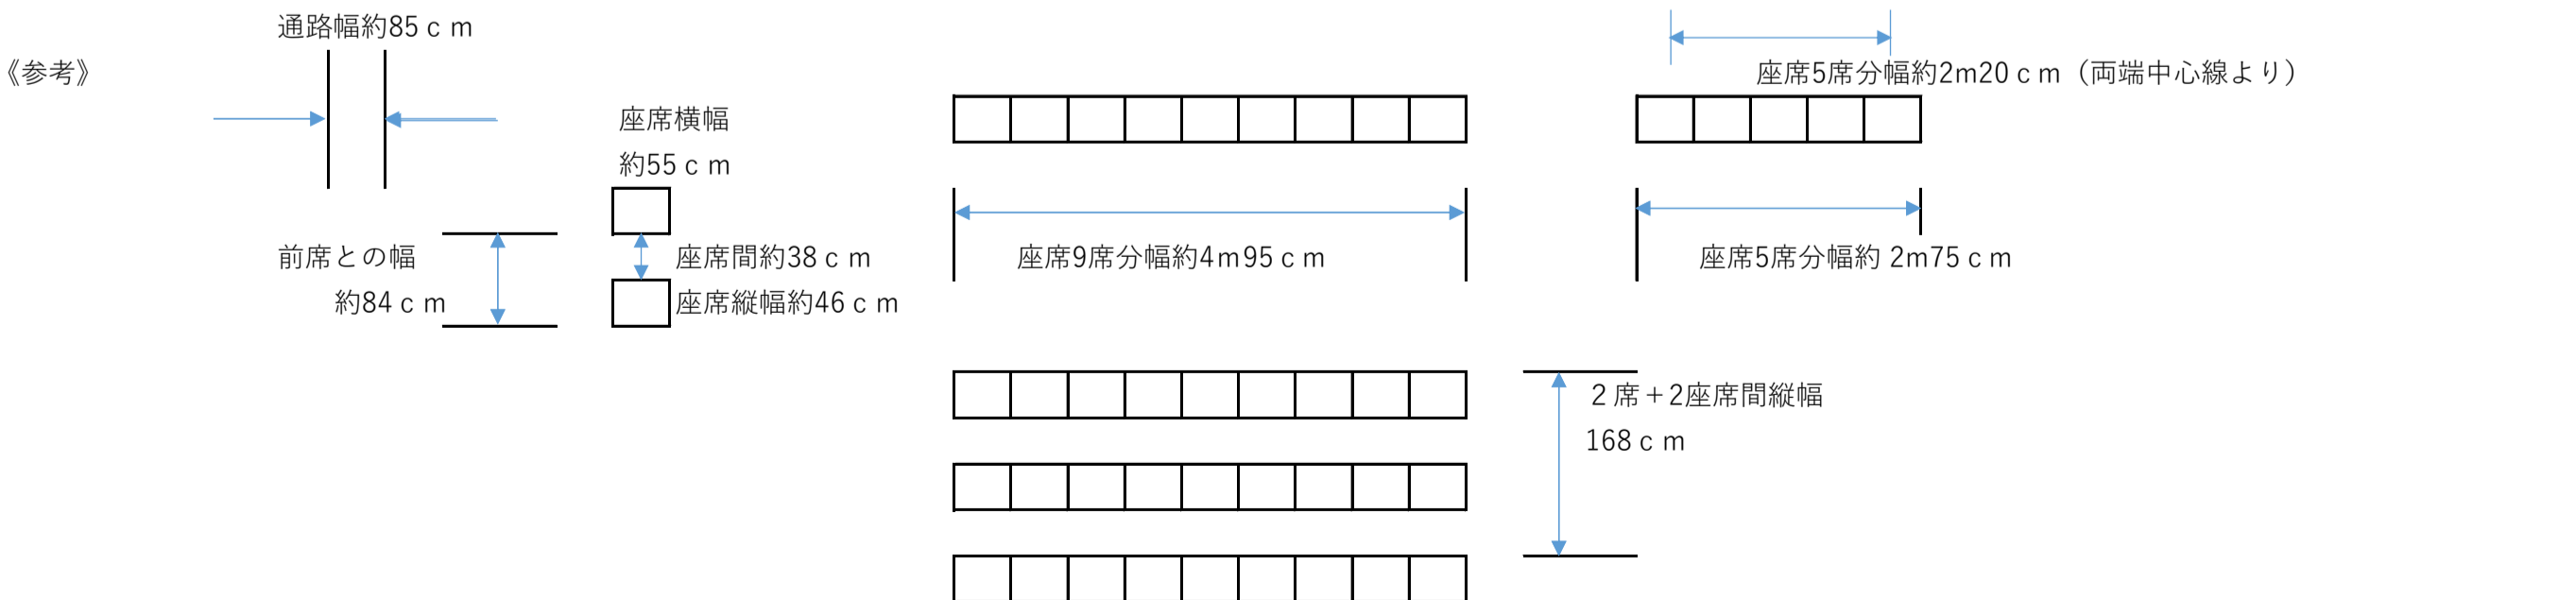 通路幅約85ｃｍ
《参考》
座席5席分幅約2m20ｃｍ（両端中心線より）
座席横幅
約55ｃｍ
前席との幅
約84ｃｍ
座席間約38ｃｍ
座席縦幅約46ｃｍ
座席9席分幅約4ｍ95ｃｍ
座席5席分幅約 2m75ｃｍ
２席＋2座席間縦幅
168ｃｍ